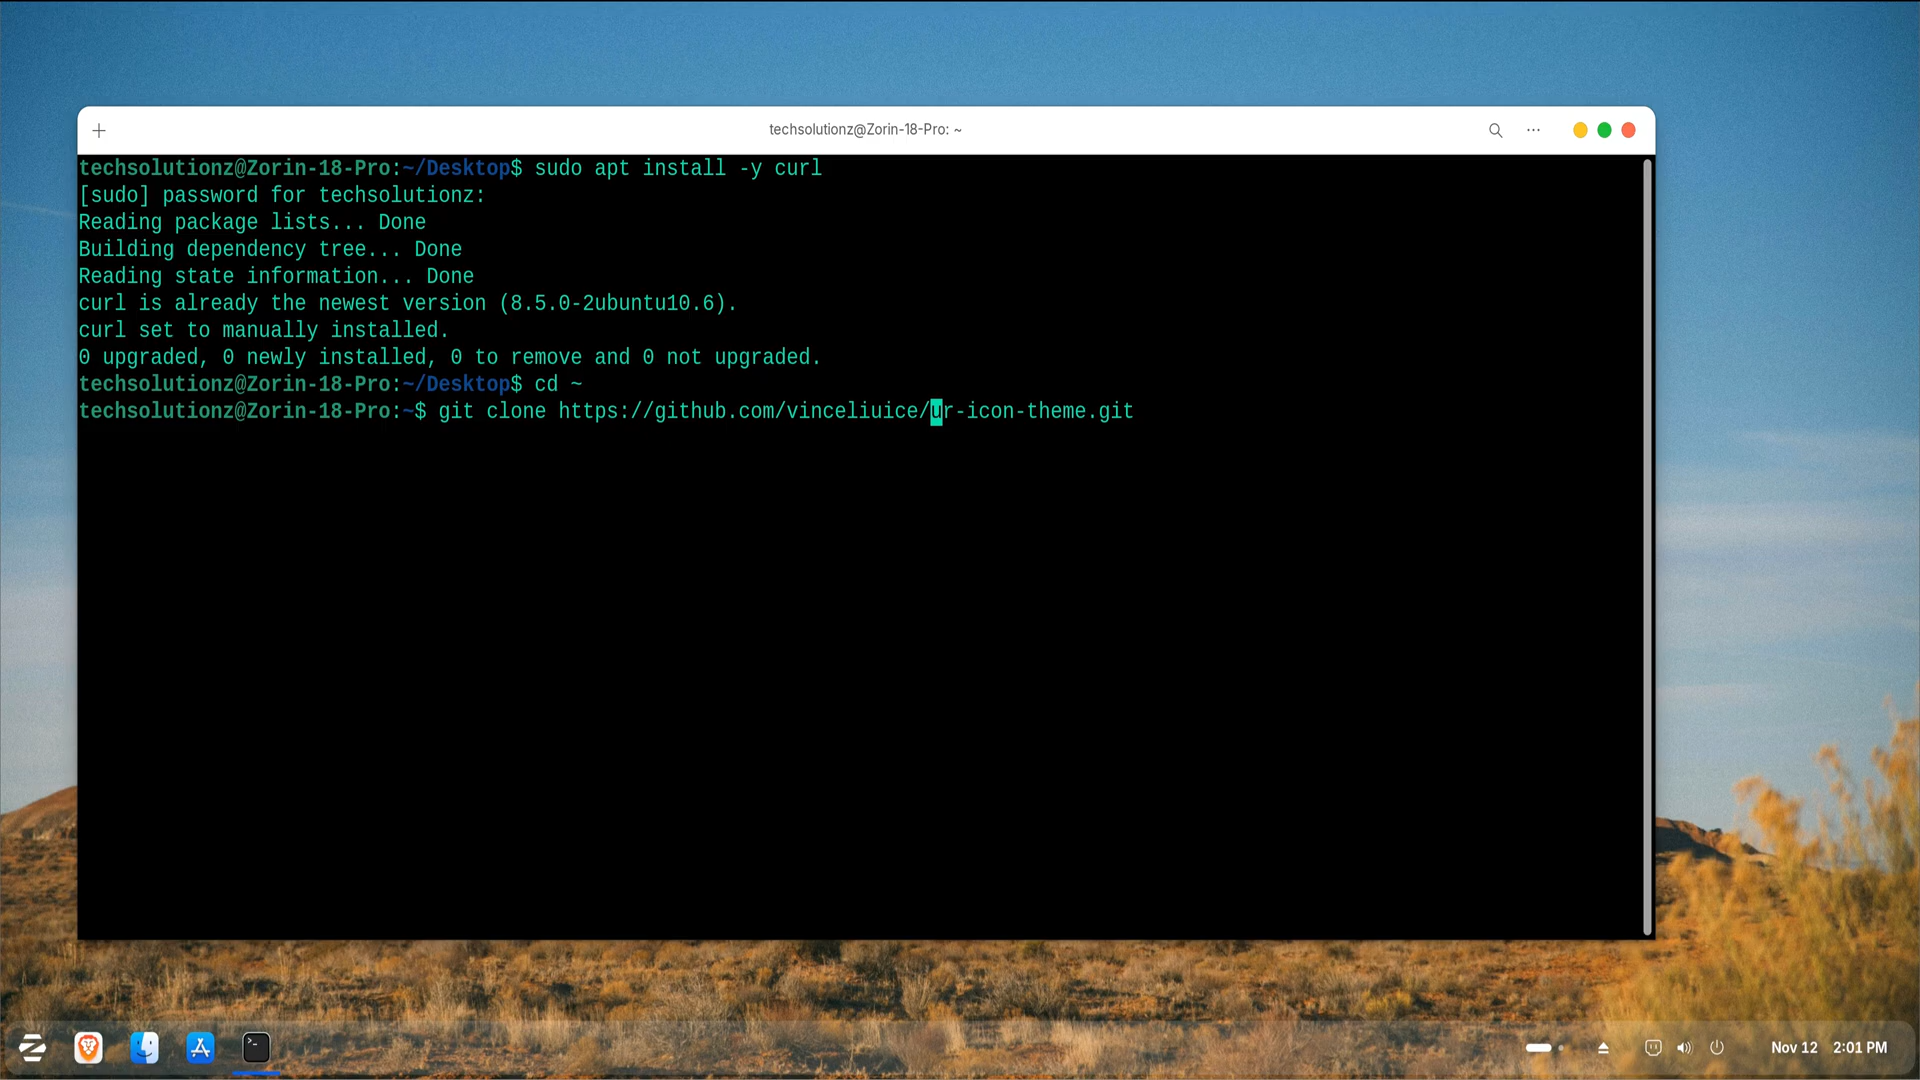 techsolutionz@Zorin-18-Pro: ~
techsolutionz@Zorin-18-Pro:~/Desktop$ sudo apt install -y curl
[sudo] password for techsolutionz:
Reading package lists... Done
Building dependency tree... Done
Reading state information... Done
curl is already the newest version (8.5.0-2ubuntu10.6).
curl set to manually installed.
0 upgraded, 0 newly installed, 0 to remove and 0 not upgraded.
techsolutionz@Zorin-18-Pro:~/Desktop$ cd ~
techsolutionz@Zorin-18-Pro:~$ git clone https://github.com/vinceliuice/ur-icon-theme.git
Nov 12 2:01 PM